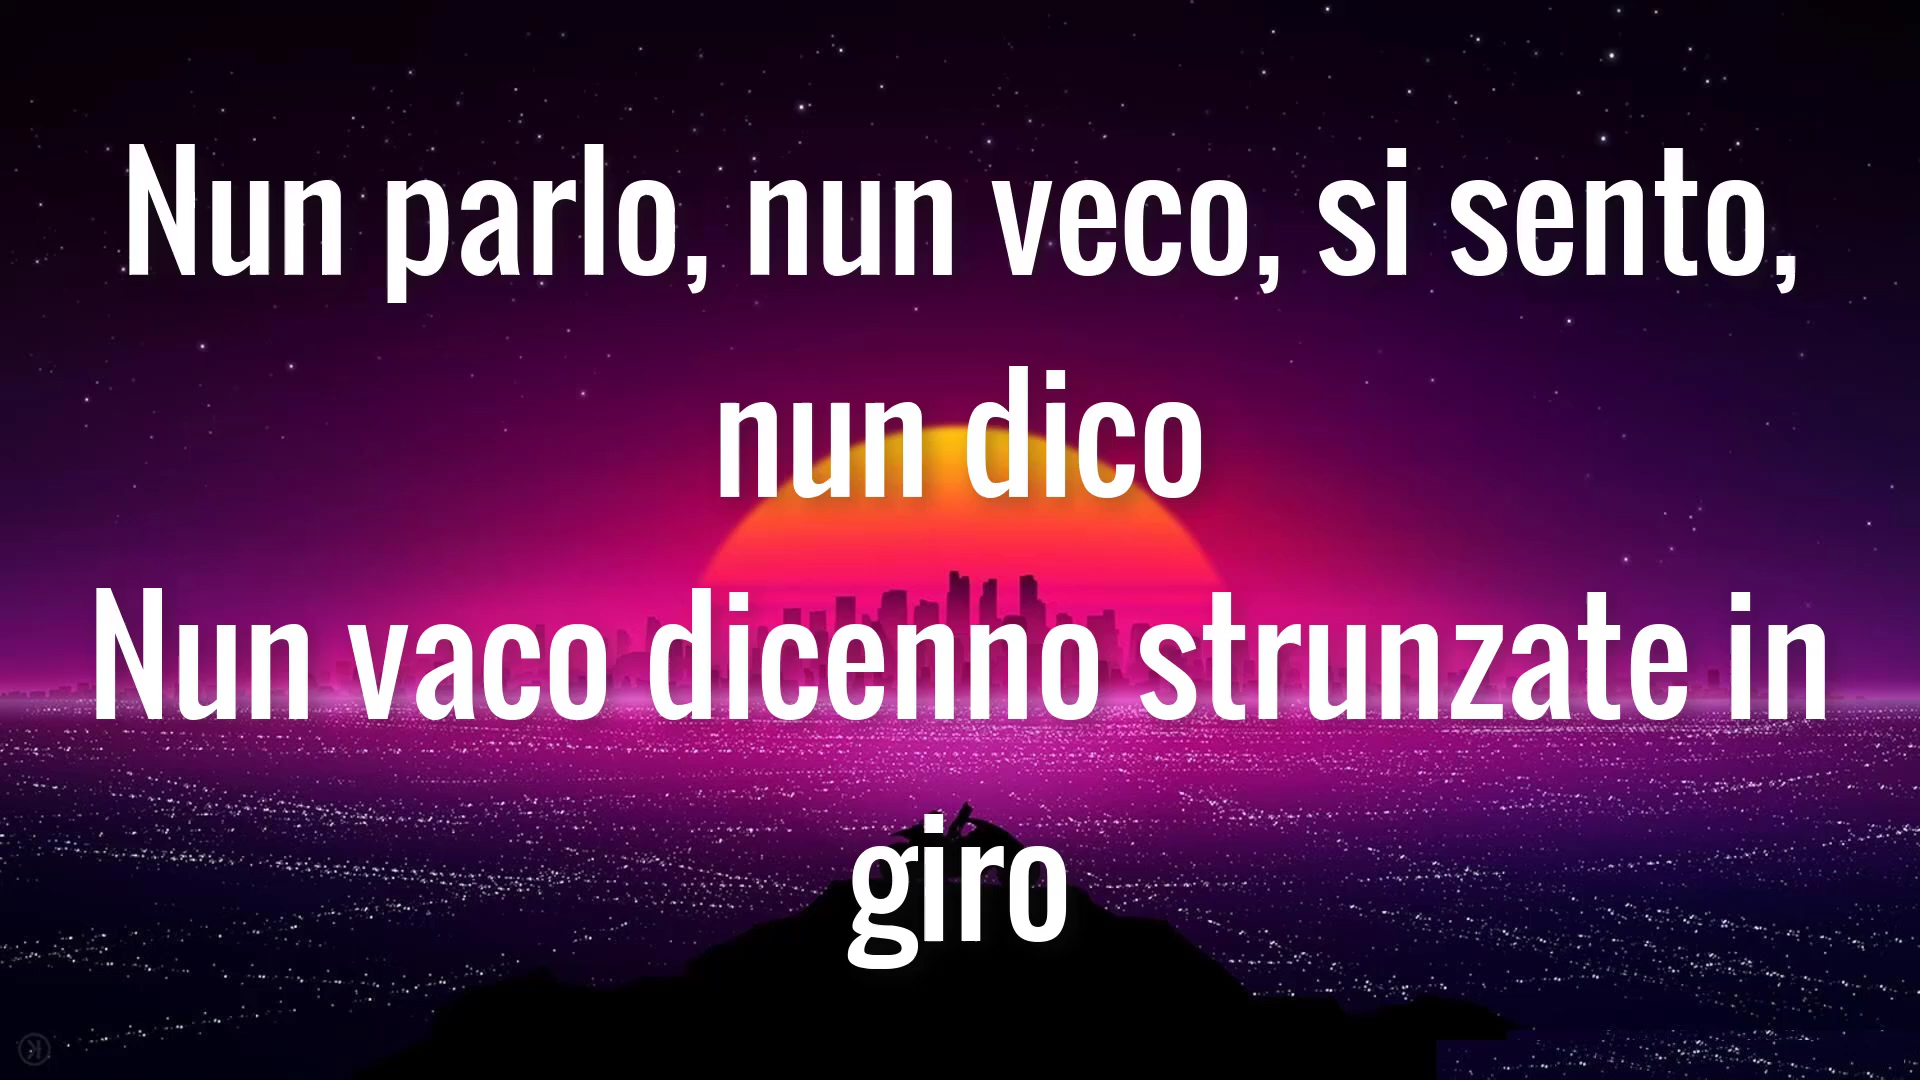 Nun parlo, nun veco, si sento,
nun dico
Nun vaco dicenno strunzate in
giro